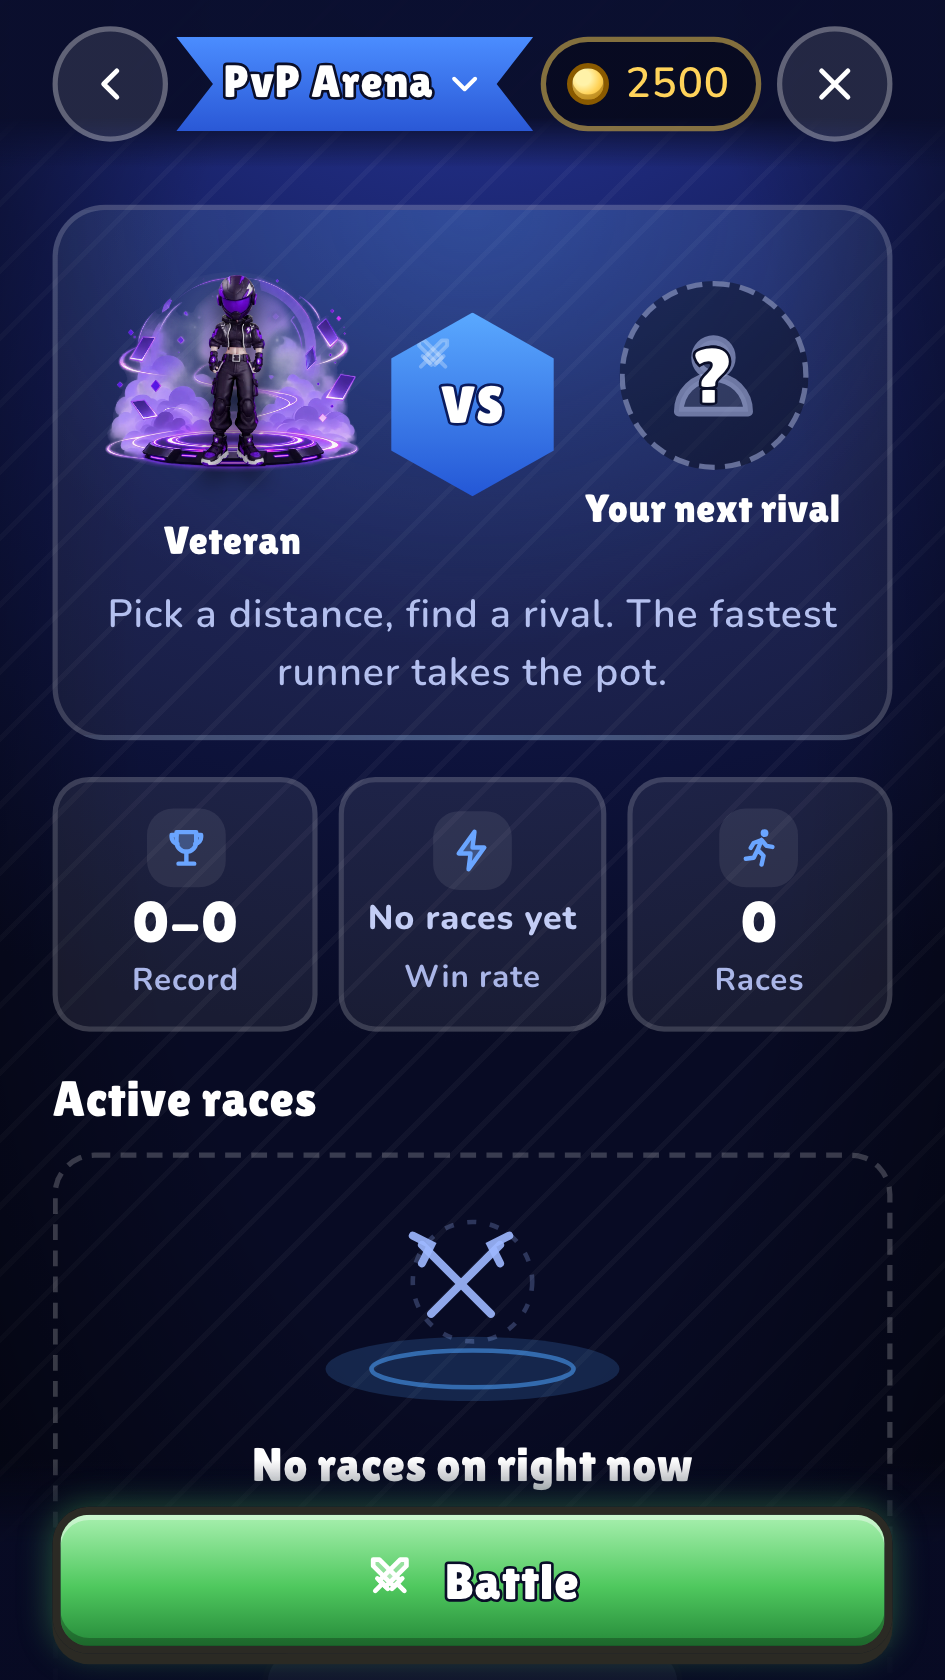 PvP Arena
2500
VS
?
Your next rival
Veteran
Pick a distance, find a rival. The fastest
runner takes the pot.
0–0
Record
No races yet
Win rate
0
Races
Active races
No races on right now
Battle